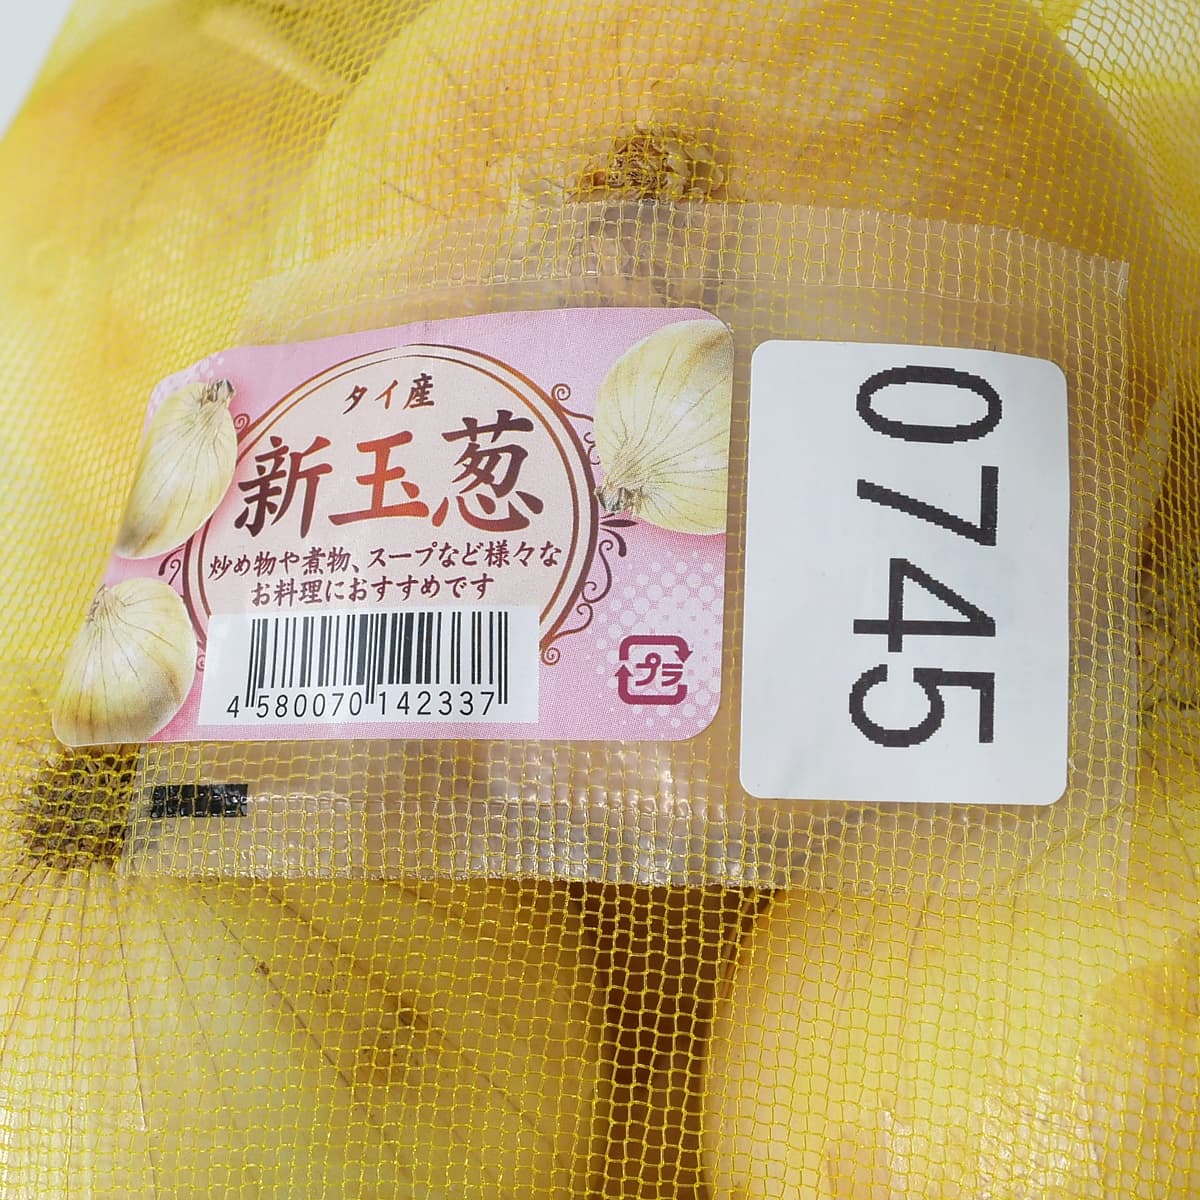 タイ産
新玉葱
炒め物や煮物、スープなど様々な
お料理におすすめです
4 580070 142337
プラ
0745